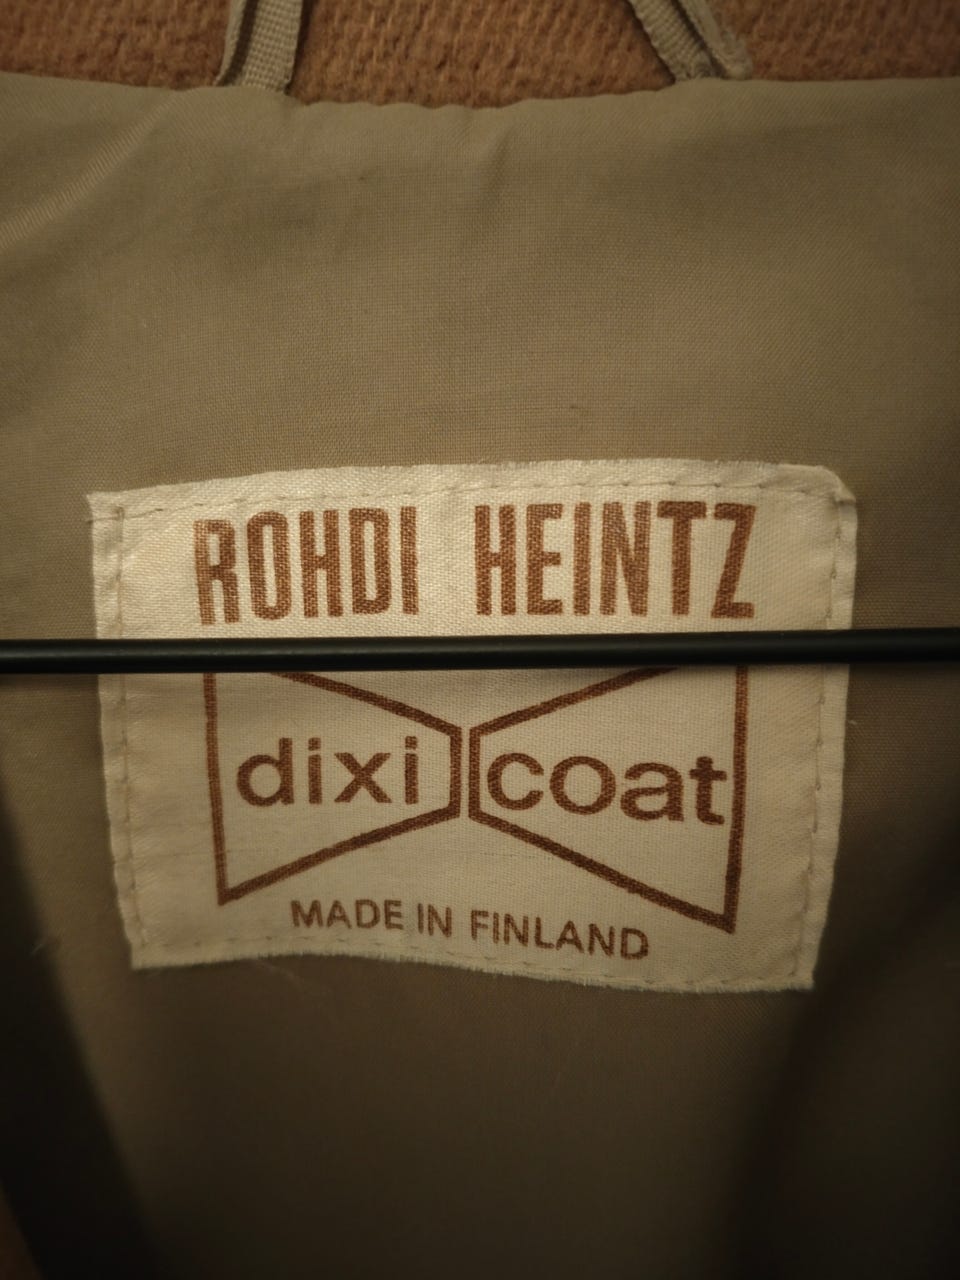 ROHDI HEINTZ
dixi coat
MADE IN FINLAND